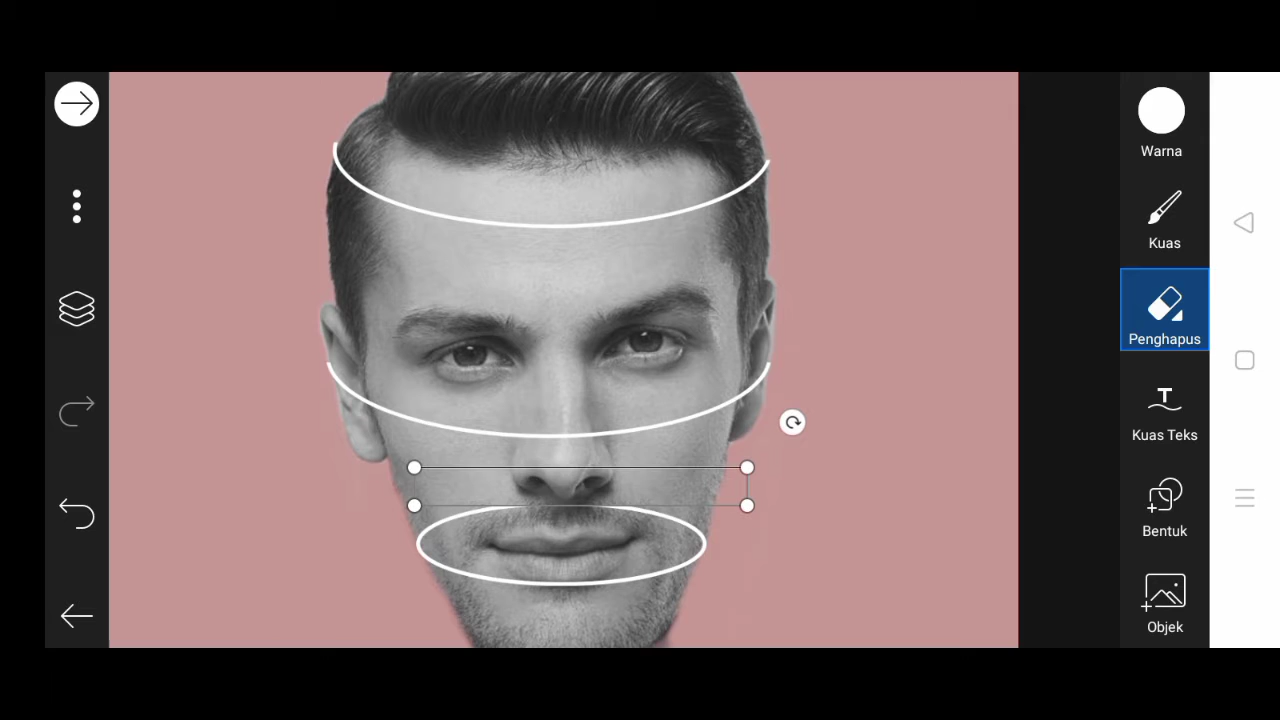 Warna
Kuas
Penghapus
T
Kuas Teks
Bentuk
Objek